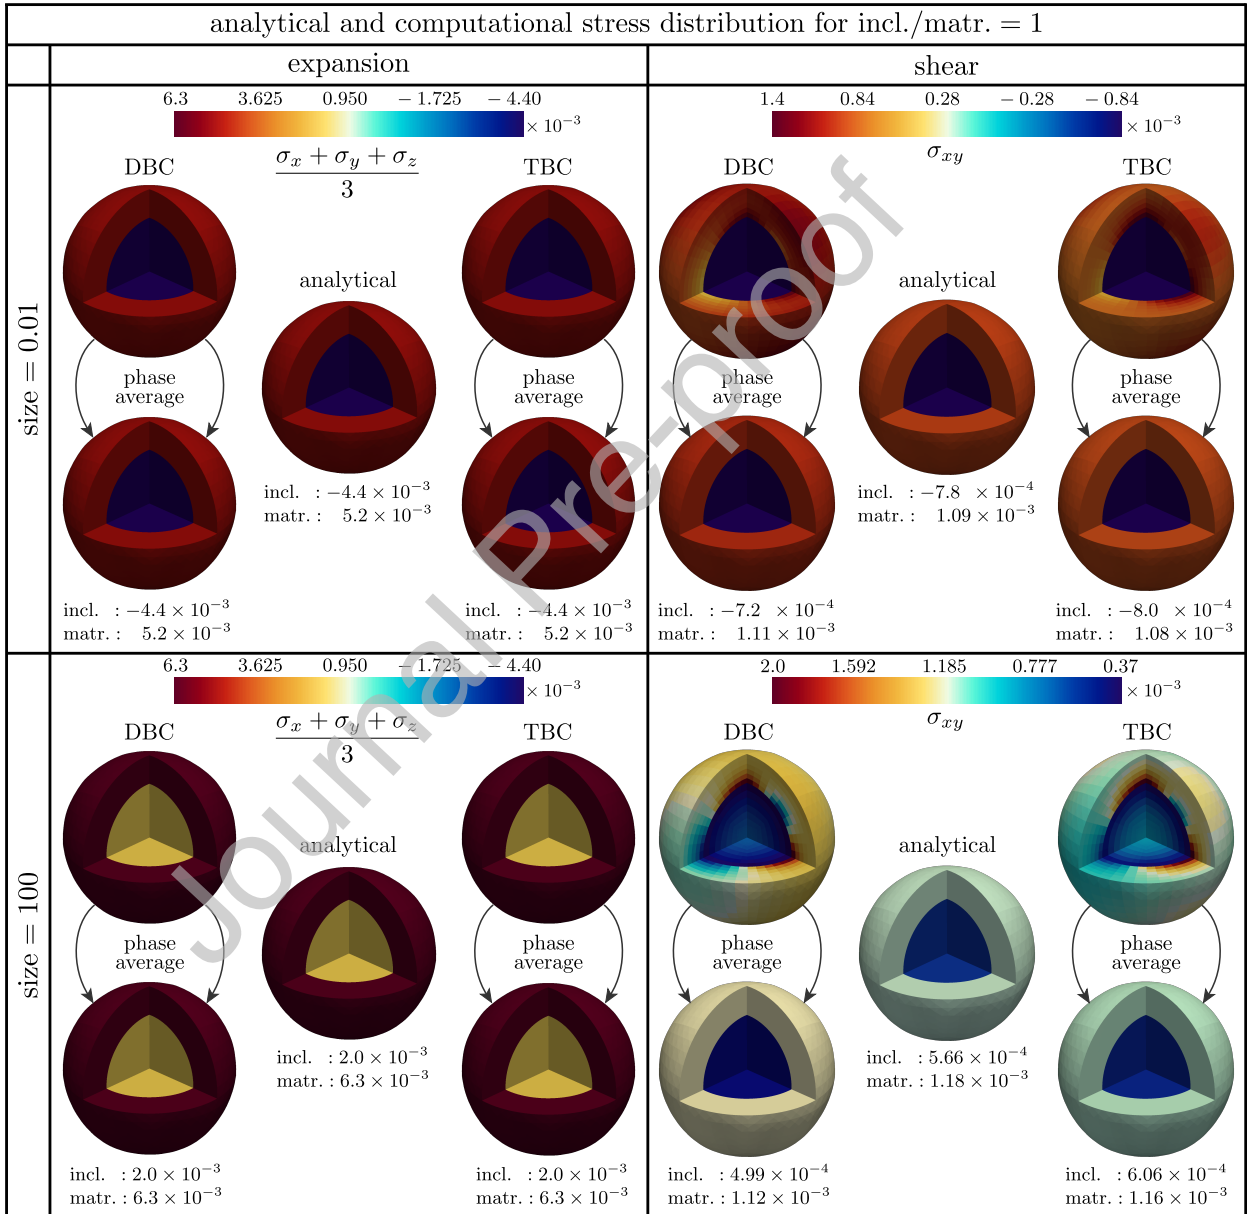 analytical and computational stress distribution for incl./matr. = 1
expansion
shear
size = 0.01
6.3 3.625 0.950 −1.725 −4.40
×10⁻³
DBC
(σₓ + σᵧ + σ_z)/3
TBC
analytical
phase
average
phase
average
incl. : −4.4 × 10⁻³
matr. : 5.2 × 10⁻³
incl. : −4.4 × 10⁻³
matr. : 5.2 × 10⁻³
incl. : −4.4 × 10⁻³
matr. : 5.2 × 10⁻³
1.4 0.84 0.28 −0.28 −0.84
×10⁻³
DBC
σ_xy
TBC
analytical
phase
average
phase
average
incl. : −7.8 × 10⁻⁴
matr. : 1.09 × 10⁻³
incl. : −7.2 × 10⁻⁴
matr. : 1.11 × 10⁻³
incl. : −8.0 × 10⁻⁴
matr. : 1.08 × 10⁻³
size = 100
6.3 3.625 0.950 −1.725 −4.40
×10⁻³
DBC
(σₓ + σᵧ + σ_z)/3
TBC
analytical
phase
average
phase
average
incl. : 2.0 × 10⁻³
matr. : 6.3 × 10⁻³
incl. : 2.0 × 10⁻³
matr. : 6.3 × 10⁻³
incl. : 2.0 × 10⁻³
matr. : 6.3 × 10⁻³
2.0 1.592 1.185 0.777 0.37
×10⁻³
DBC
σ_xy
TBC
analytical
phase
average
phase
average
incl. : 5.66 × 10⁻⁴
matr. : 1.18 × 10⁻³
incl. : 4.99 × 10⁻⁴
matr. : 1.12 × 10⁻³
incl. : 6.06 × 10⁻⁴
matr. : 1.16 × 10⁻³
Journal Pre-proof